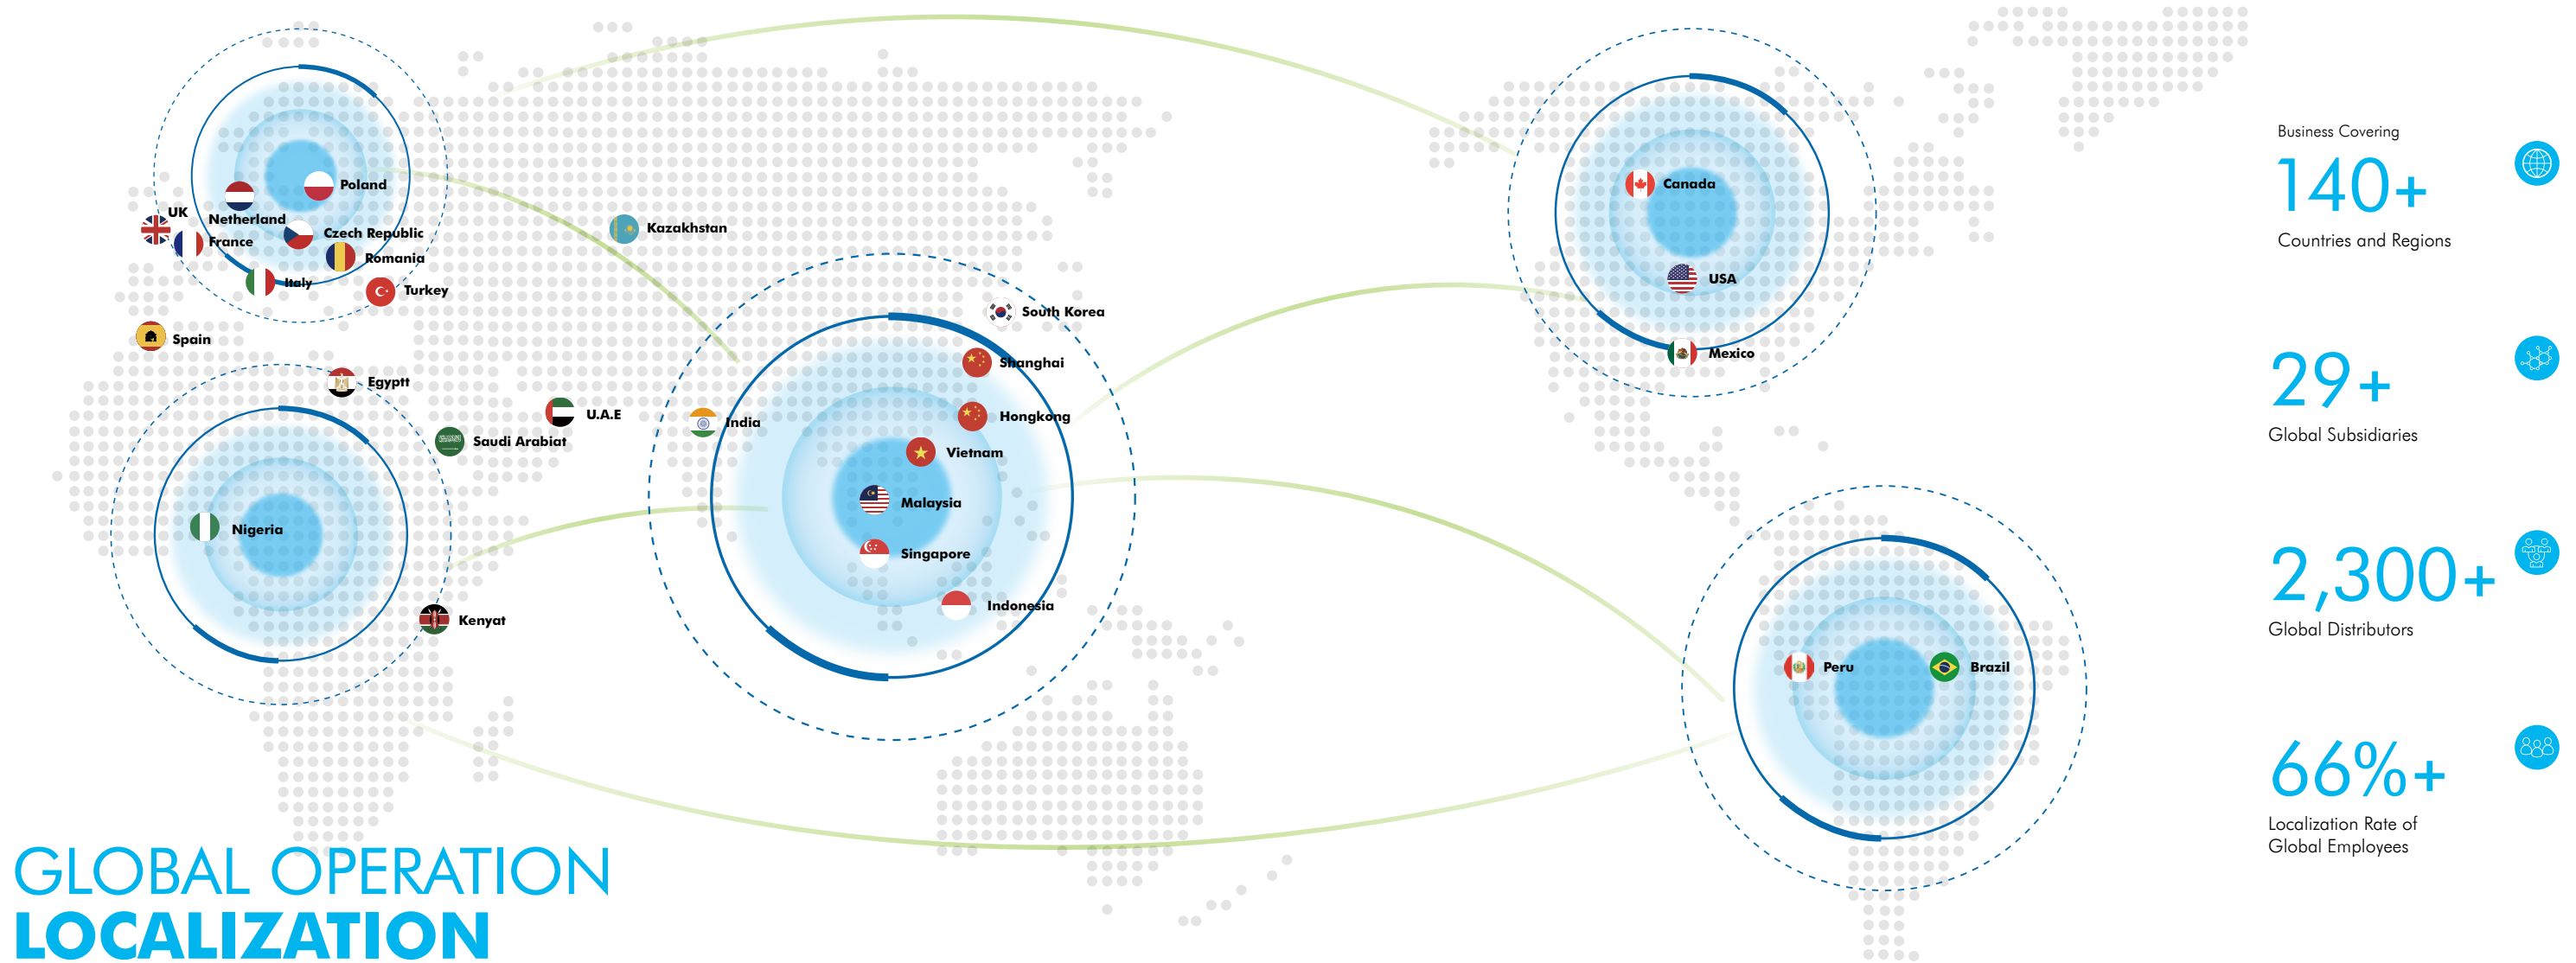 Poland
UK
Netherland
France
Czech Republic
Romania
Italy
Turkey
Spain
Kazakhstan
Egyptt
U.A.E
Saudi Arabiat
Nigeria
Kenyat
South Korea
Shanghai
India
Hongkong
Vietnam
Malaysia
Singapore
Indonesia
Canada
USA
Mexico
Peru
Brazil
Business Covering
140+
Countries and Regions
29+
Global Subsidiaries
2,300+
Global Distributors
66%+
Localization Rate of
Global Employees
GLOBAL OPERATION
LOCALIZATION